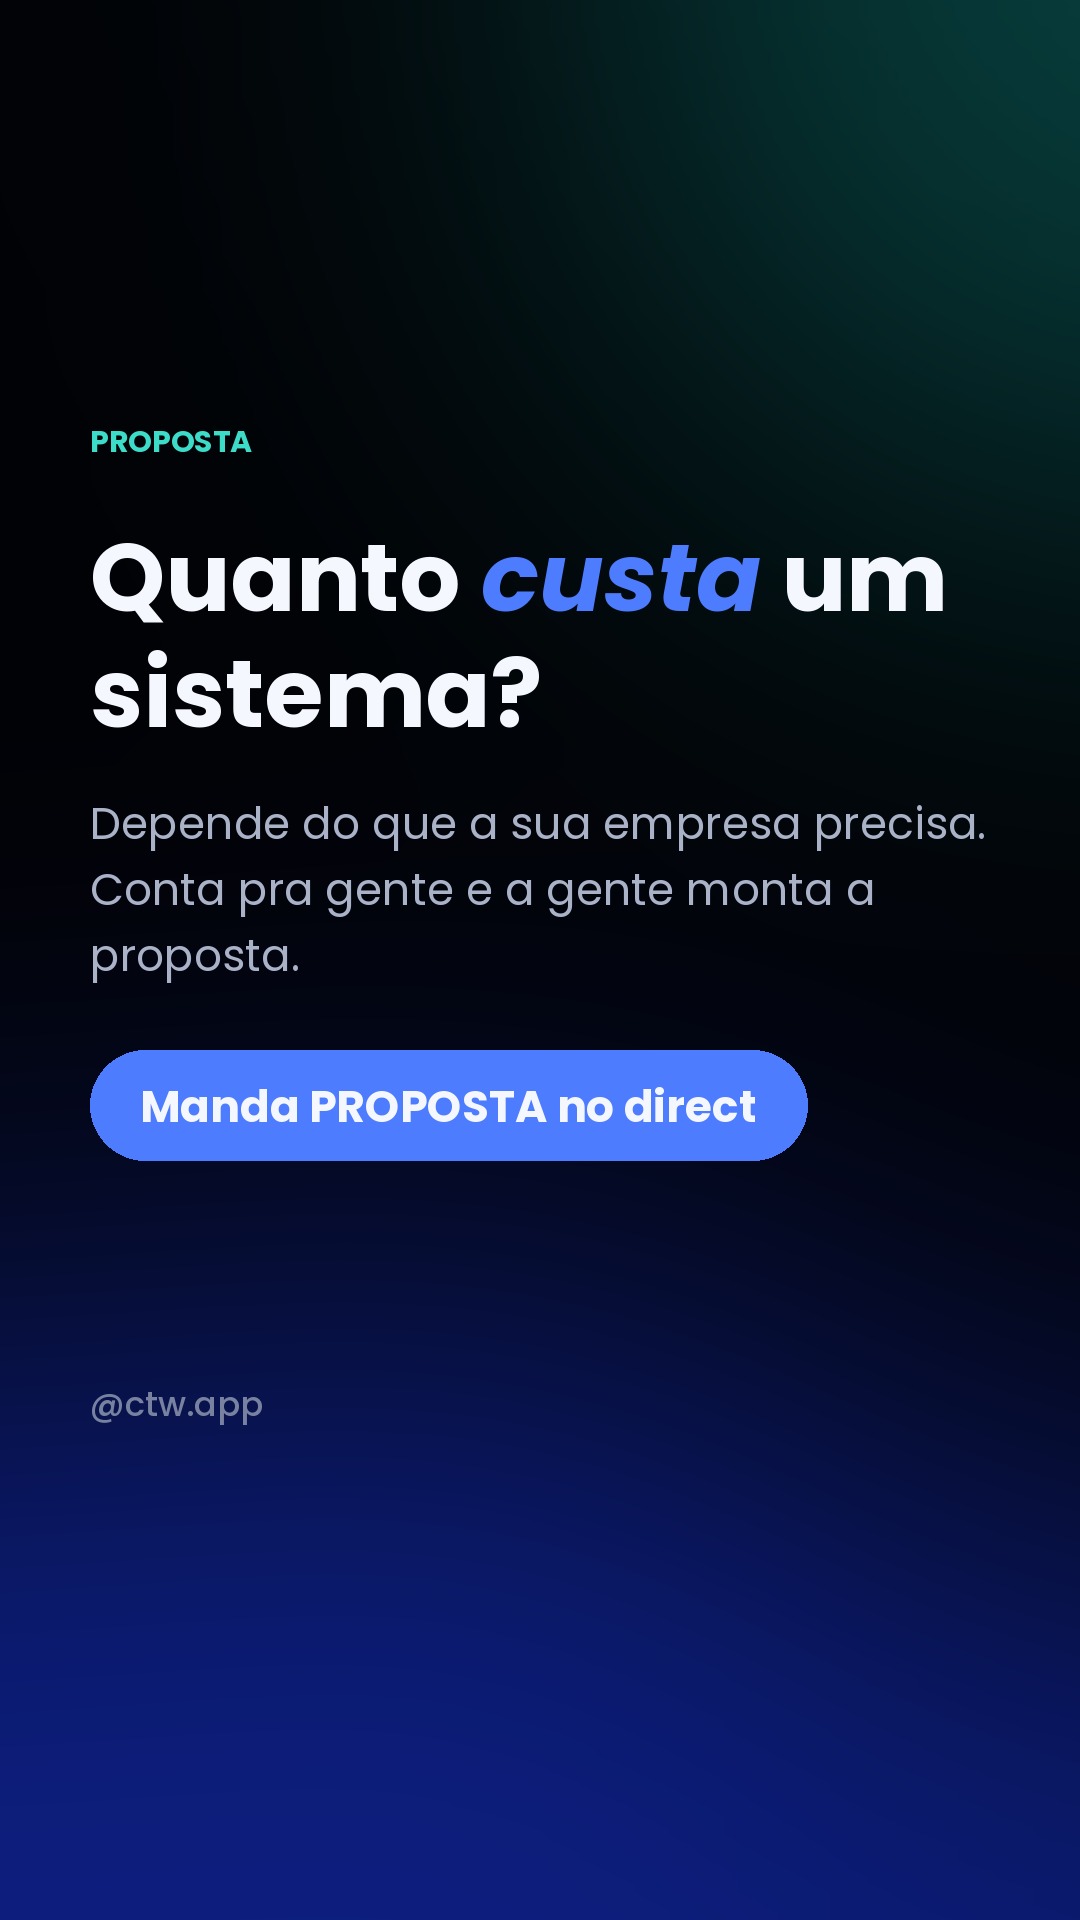 PROPOSTA
Quanto custa um
sistema?
Depende do que a sua empresa precisa.
Conta pra gente e a gente monta a
proposta.
Manda PROPOSTA no direct
@ctw.app